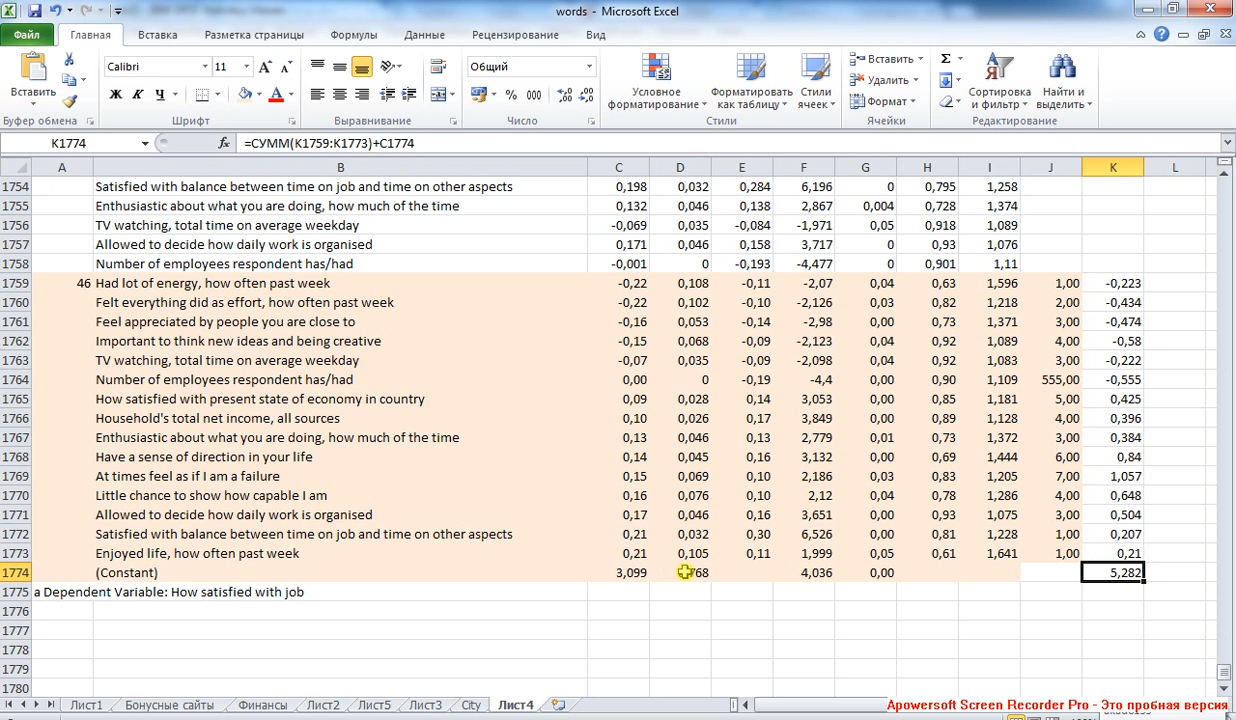 words - Microsoft Excel
Файл Главная Вставка Разметка страницы Формулы Данные Рецензирование Вид
Вставить
Calibri 11
Ж К Ч
Общий
% 000
Условное форматирование
Форматировать как таблицу
Стили ячеек
Вставить
Удалить
Формат
Сортировка и фильтр
Найти и выделить
Буфер обмена Шрифт Выравнивание Число Стили Ячейки Редактирование
K1774 fx =СУММ(K1759:K1773)+C1774
A B C D E F G H I J K L
1754 Satisfied with balance between time on job and time on other aspects 0,198 0,032 0,284 6,196 0 0,795 1,258
1755 Enthusiastic about what you are doing, how much of the time 0,132 0,046 0,138 2,867 0,004 0,728 1,374
1756 TV watching, total time on average weekday -0,069 0,035 -0,084 -1,971 0,05 0,918 1,089
1757 Allowed to decide how daily work is organised 0,171 0,046 0,158 3,717 0 0,93 1,076
1758 Number of employees respondent has/had -0,001 0 -0,193 -4,477 0 0,901 1,11
1759 46 Had lot of energy, how often past week -0,22 0,108 -0,11 -2,07 0,04 0,63 1,596 1,00 -0,223
1760 Felt everything did as effort, how often past week -0,22 0,102 -0,10 -2,126 0,03 0,82 1,218 2,00 -0,434
1761 Feel appreciated by people you are close to -0,16 0,053 -0,14 -2,98 0,00 0,73 1,371 3,00 -0,474
1762 Important to think new ideas and being creative -0,15 0,068 -0,09 -2,123 0,04 0,92 1,089 4,00 -0,58
1763 TV watching, total time on average weekday -0,07 0,035 -0,09 -2,098 0,04 0,92 1,083 3,00 -0,222
1764 Number of employees respondent has/had 0,00 0 -0,19 -4,4 0,00 0,90 1,109 555,00 -0,555
1765 How satisfied with present state of economy in country 0,09 0,028 0,14 3,053 0,00 0,85 1,181 5,00 0,425
1766 Household's total net income, all sources 0,10 0,026 0,17 3,849 0,00 0,89 1,128 4,00 0,396
1767 Enthusiastic about what you are doing, how much of the time 0,13 0,046 0,13 2,779 0,01 0,73 1,372 3,00 0,384
1768 Have a sense of direction in your life 0,14 0,045 0,16 3,132 0,00 0,69 1,444 6,00 0,84
1769 At times feel as if I am a failure 0,15 0,069 0,10 2,186 0,03 0,83 1,205 7,00 1,057
1770 Little chance to show how capable I am 0,16 0,076 0,10 2,12 0,04 0,78 1,286 4,00 0,648
1771 Allowed to decide how daily work is organised 0,17 0,046 0,16 3,651 0,00 0,93 1,075 3,00 0,504
1772 Satisfied with balance between time on job and time on other aspects 0,21 0,032 0,30 6,526 0,00 0,81 1,228 1,00 0,207
1773 Enjoyed life, how often past week 0,21 0,105 0,11 1,999 0,05 0,61 1,641 1,00 0,21
1774 (Constant) 3,099 768 4,036 0,00 5,282
1775 a Dependent Variable: How satisfied with job
1776
1777
1778
1779
1780
Лист1 Бонусные сайты Финансы Лист2 Лист5 Лист3 City Лист4
Apowersoft Screen Recorder Pro - Это пробная версия